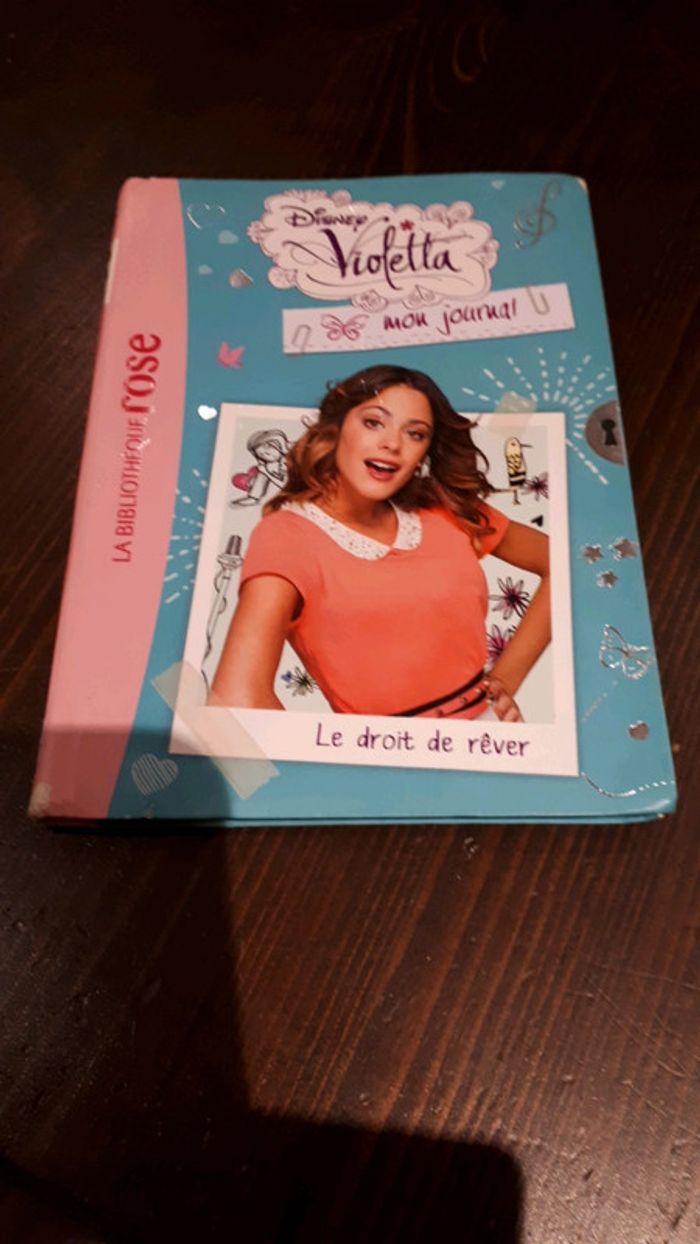 Disney
Violetta
mon journal
LA BIBLIOTHÈQUE rose
Le droit de rêver